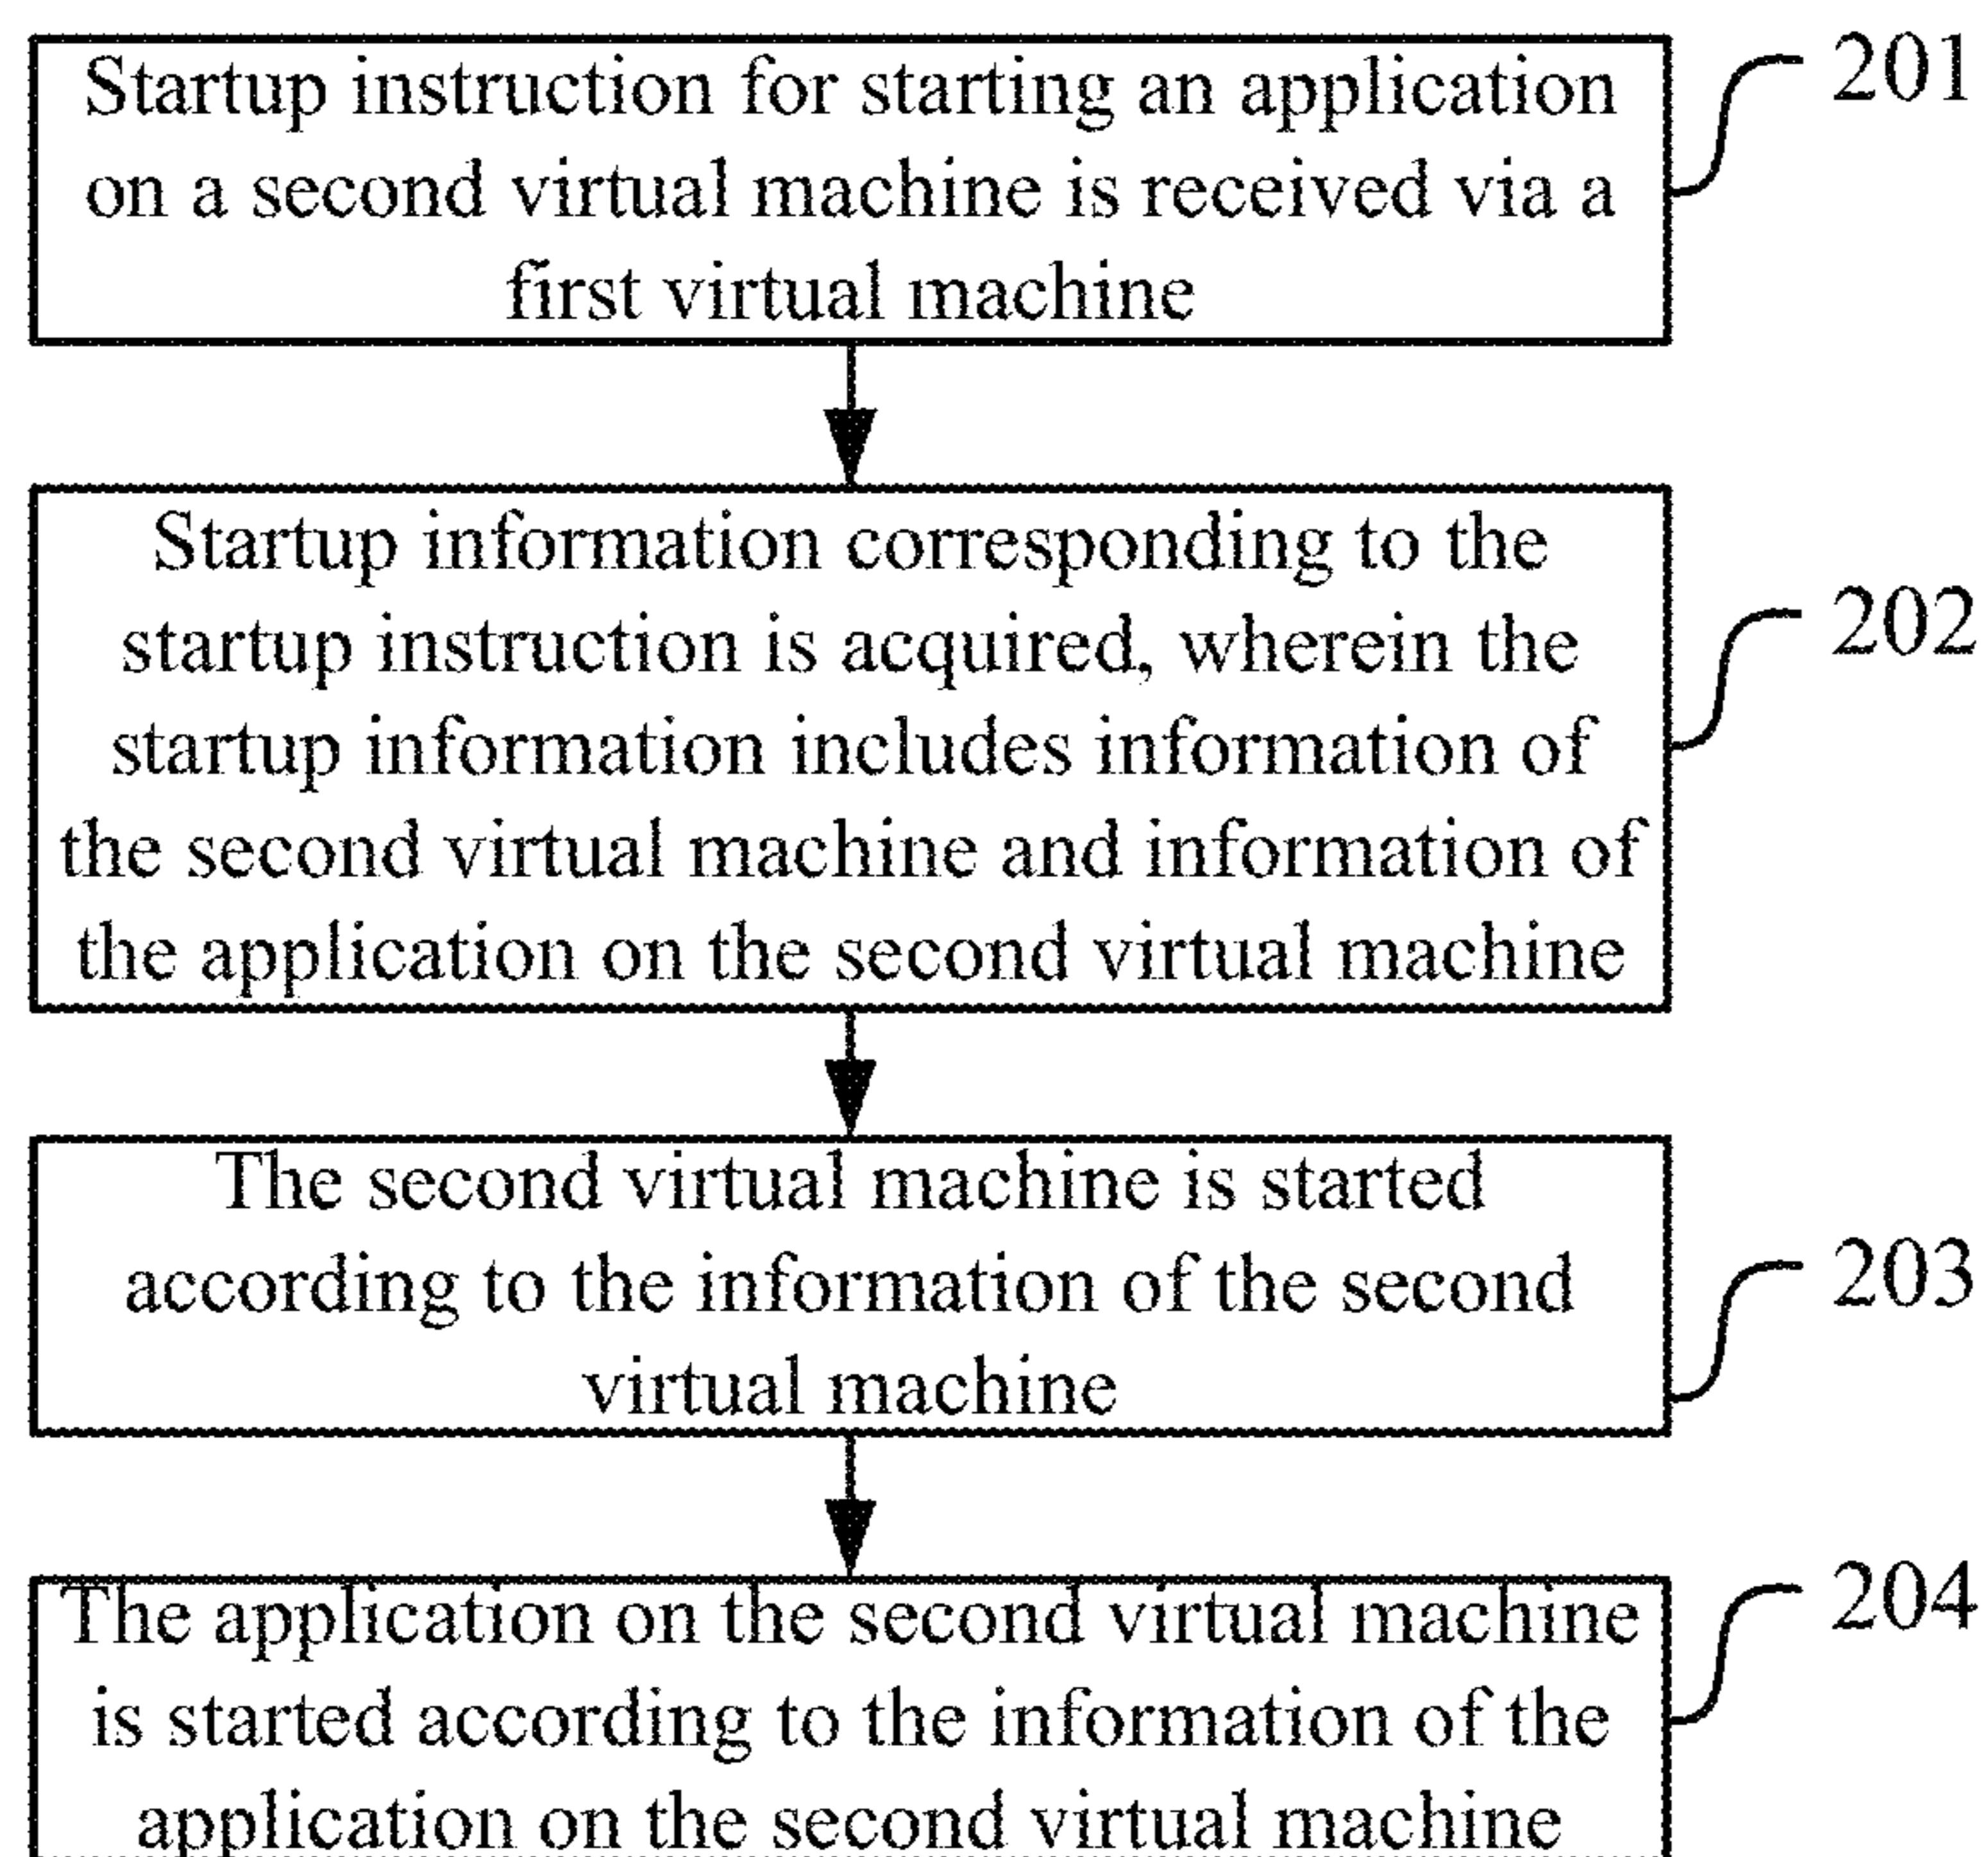 Startup instruction for starting an application
on a second virtual machine is received via a
first virtual machine
201
Startup information corresponding to the
startup instruction is acquired, wherein the
startup information includes information of
the second virtual machine and information of
the application on the second virtual machine
202
The second virtual machine is started
according to the information of the second
virtual machine
203
The application on the second virtual machine
is started according to the information of the
application on the second virtual machine
204